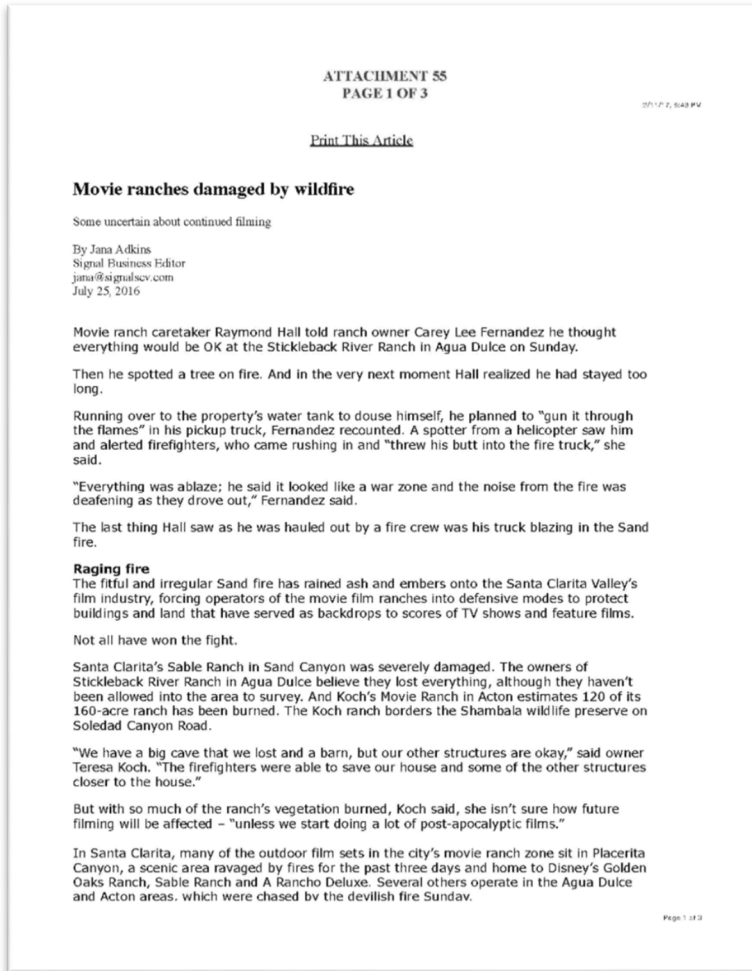 ATTACHMENT 55
PAGE 1 OF 3
Print This Article
Movie ranches damaged by wildfire
Some uncertain about continued filming
By Jana Adkins
Signal Business Editor
jana@signalscv.com
July 25, 2016
Movie ranch caretaker Raymond Hall told ranch owner Carey Lee Fernandez he thought
everything would be OK at the Stickleback River Ranch in Agua Dulce on Sunday.
Then he spotted a tree on fire. And in the very next moment Hall realized he had stayed too
long.
Running over to the property's water tank to douse himself, he planned to “gun it through
the flames” in his pickup truck, Fernandez recounted. A spotter from a helicopter saw him
and alerted firefighters, who came rushing in and “threw his butt into the fire truck,” she
said.
“Everything was ablaze; he said it looked like a war zone and the noise from the fire was
deafening as they drove out,” Fernandez said.
The last thing Hall saw as he was hauled out by a fire crew was his truck blazing in the Sand
fire.
Raging fire
The fitful and irregular Sand fire has rained ash and embers onto the Santa Clarita Valley's
film industry, forcing operators of the movie film ranches into defensive modes to protect
buildings and land that have served as backdrops to scores of TV shows and feature films.
Not all have won the fight.
Santa Clarita's Sable Ranch in Sand Canyon was severely damaged. The owners of
Stickleback River Ranch in Agua Dulce believe they lost everything, although they haven't
been allowed into the area to survey. And Koch's Movie Ranch in Acton estimates 120 of its
160-acre ranch has been burned. The Koch ranch borders the Shambala wildlife preserve on
Soledad Canyon Road.
“We have a big cave that we lost and a barn, but our other structures are okay,” said owner
Teresa Koch. “The firefighters were able to save our house and some of the other structures
closer to the house.”
But with so much of the ranch's vegetation burned, Koch said, she isn't sure how future
filming will be affected – “unless we start doing a lot of post-apocalyptic films.”
In Santa Clarita, many of the outdoor film sets in the city's movie ranch zone sit in Placerita
Canyon, a scenic area ravaged by fires for the past three days and home to Disney's Golden
Oaks Ranch, Sable Ranch and A Rancho Deluxe. Several others operate in the Agua Dulce
and Acton areas, which were chased by the devilish fire Sunday.
Page 1 of 3